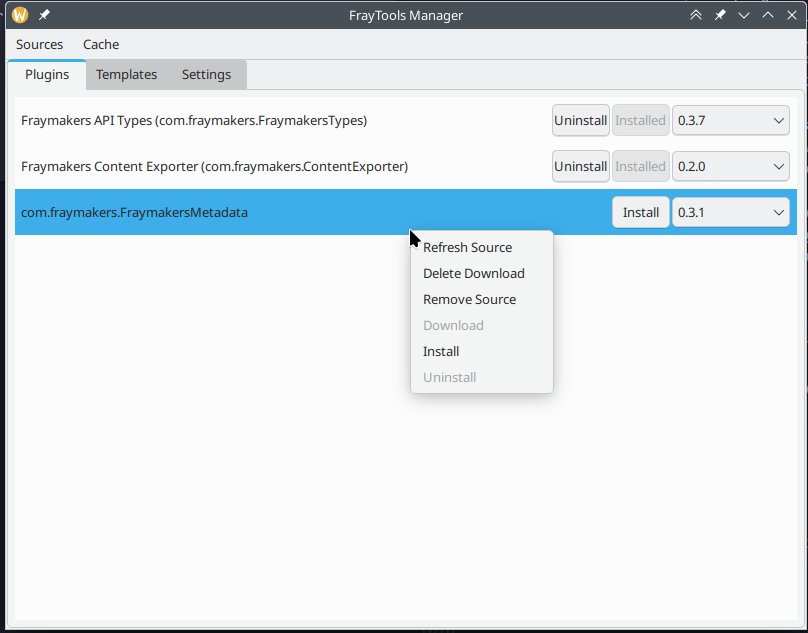 FrayTools Manager
Sources Cache
Plugins Templates Settings
Fraymakers API Types (com.fraymakers.FraymakersTypes) Uninstall Installed 0.3.7
Fraymakers Content Exporter (com.fraymakers.ContentExporter) Uninstall Installed 0.2.0
com.fraymakers.FraymakersMetadata Install 0.3.1
Refresh Source
Delete Download
Remove Source
Download
Install
Uninstall